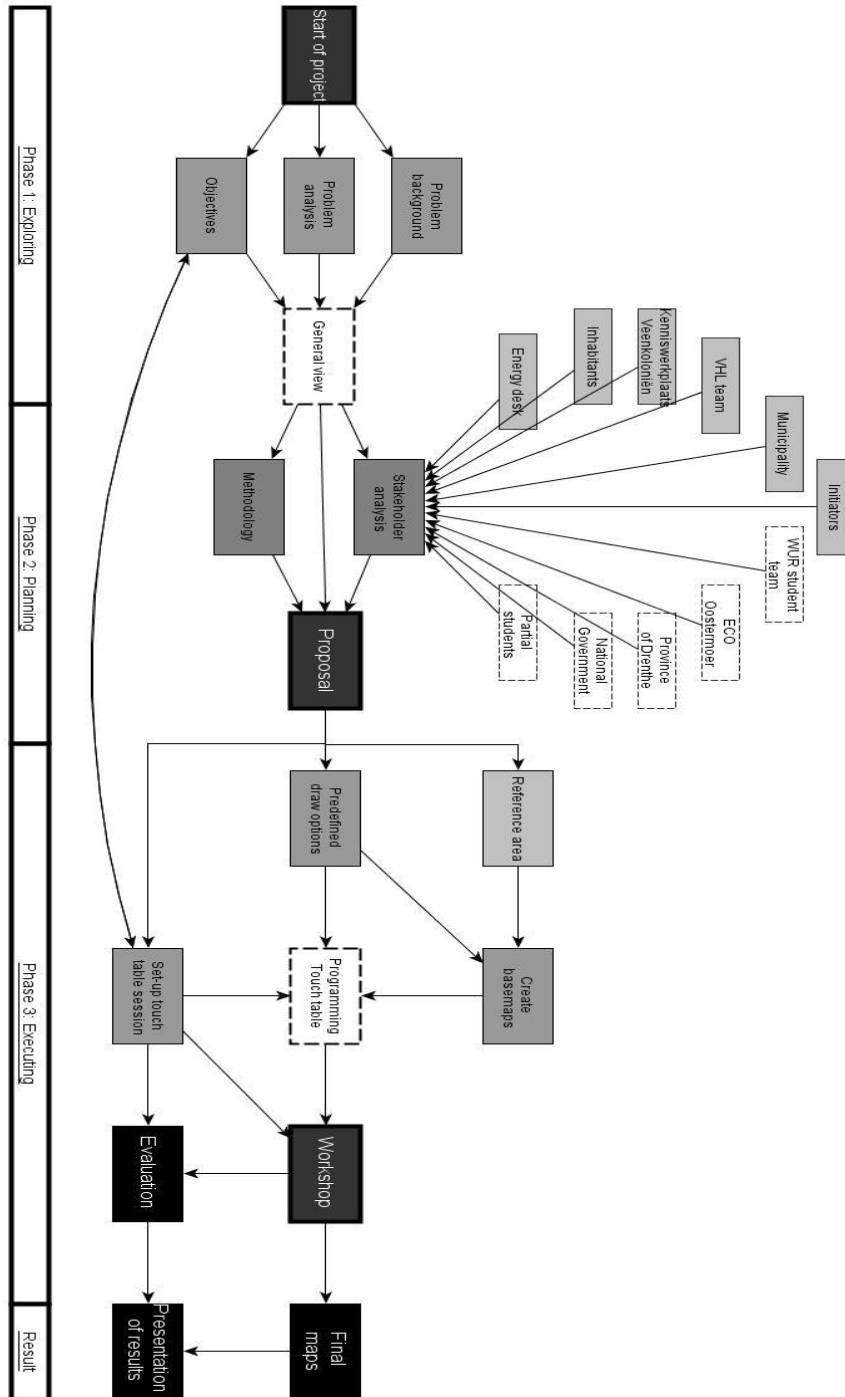 Start of project
Problem
background
Problem
analysis
Objectives
General view
Initiators
Municipality
VHL team
Kenniswerkplaats
Veenkoloniën
Inhabitants
Energy desk
WUR student
team
ECO
Oostermoer
Province
of Drenthe
National
Government
Partial
students
Stakeholder
analysis
Methodology
Proposal
Reference area
Predefined
draw options
Create
basemaps
Programming
Touch table
Set-up touch
table session
Workshop
Evaluation
Final
maps
Presentation
of results
Phase 1: Exploring
Phase 2: Planning
Phase 3: Executing
Result